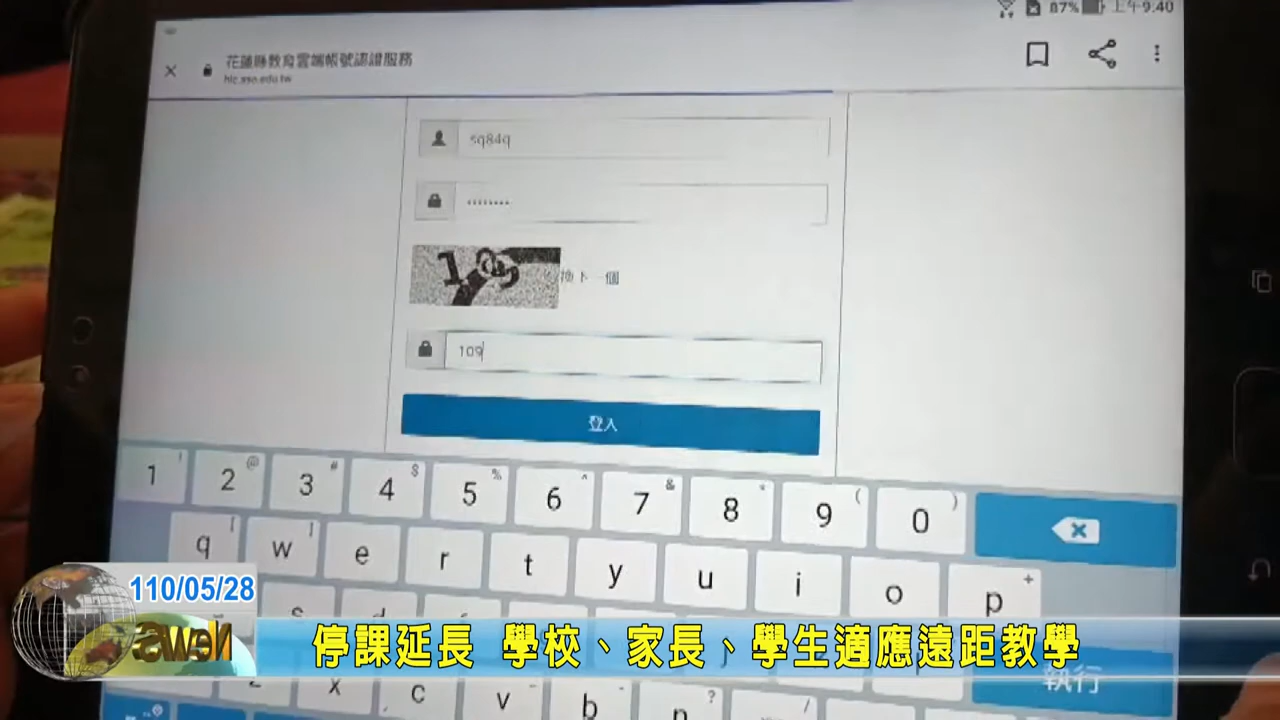 87% 上午9:40
花蓮縣教育雲端帳號認證服務
hlc.sso.edu.tw
sq84q
••••••••
換下一個
109
登入
1 2 @ 3 # 4 $ 5 % 6 ^ 7 & 8 * 9 ( 0 )
q [ w ] e r t y u i o p +
110/05/28
News
停課延長 學校、家長、學生適應遠距教學
執行
z x c v b n ? /